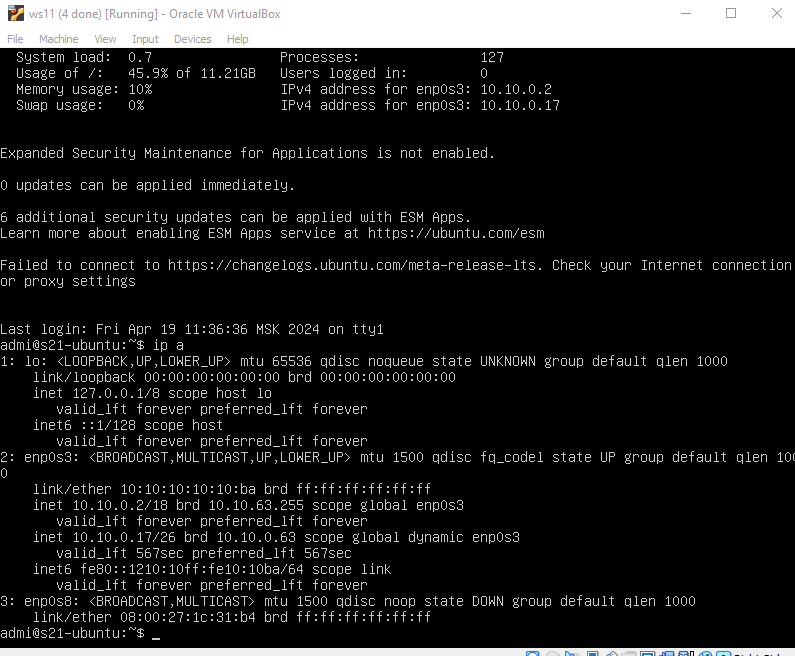 ws11 (4 done) [Running] - Oracle VM VirtualBox
File Machine View Input Devices Help
System load: 0.7 Processes: 127
Usage of /: 45.9% of 11.21GB Users logged in: 0
Memory usage: 10% IPv4 address for enp0s3: 10.10.0.2
Swap usage: 0% IPv4 address for enp0s3: 10.10.0.17
Expanded Security Maintenance for Applications is not enabled.
0 updates can be applied immediately.
6 additional security updates can be applied with ESM Apps.
Learn more about enabling ESM Apps service at https://ubuntu.com/esm
Failed to connect to https://changelogs.ubuntu.com/meta-release-lts. Check your Internet connection
or proxy settings
Last login: Fri Apr 19 11:36:36 MSK 2024 on tty1
admi@s21-ubuntu:~$ ip a
1: lo: <LOOPBACK,UP,LOWER_UP> mtu 65536 qdisc noqueue state UNKNOWN group default qlen 1000
link/loopback 00:00:00:00:00:00 brd 00:00:00:00:00:00
inet 127.0.0.1/8 scope host lo
valid_lft forever preferred_lft forever
inet6 ::1/128 scope host
valid_lft forever preferred_lft forever
2: enp0s3: <BROADCAST,MULTICAST,UP,LOWER_UP> mtu 1500 qdisc fq_codel state UP group default qlen 100
0
link/ether 10:10:10:10:10:ba brd ff:ff:ff:ff:ff:ff
inet 10.10.0.2/18 brd 10.10.63.255 scope global enp0s3
valid_lft forever preferred_lft forever
inet 10.10.0.17/26 brd 10.10.0.63 scope global dynamic enp0s3
valid_lft 567sec preferred_lft 567sec
inet6 fe80::1210:10ff:fe10:10ba/64 scope link
valid_lft forever preferred_lft forever
3: enp0s8: <BROADCAST,MULTICAST> mtu 1500 qdisc noop state DOWN group default qlen 1000
link/ether 08:00:27:1c:31:b4 brd ff:ff:ff:ff:ff:ff
admi@s21-ubuntu:~$ _